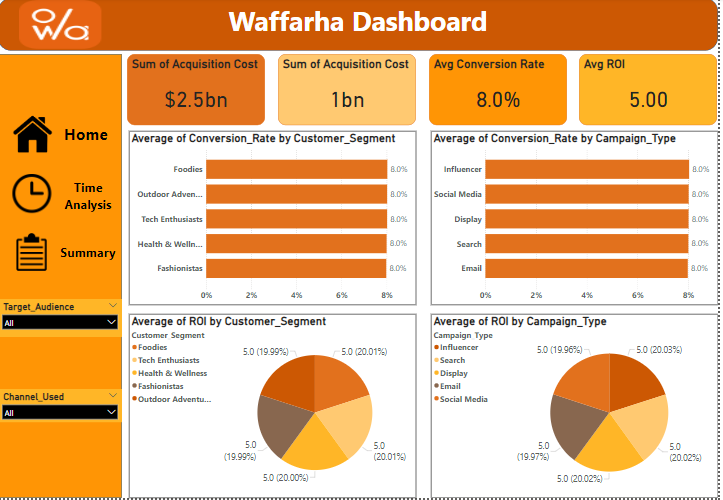 owa
Waffarha Dashboard
Home
Time
Analysis
Summary
Target_Audience
All
Channel_Used
All
Sum of Acquisition Cost
$2.5bn
Sum of Acquisition Cost
1bn
Avg Conversion Rate
8.0%
Avg ROI
5.00
Average of Conversion_Rate by Customer_Segment
Foodies 8.0%
Outdoor Adven... 8.0%
Tech Enthusiasts 8.0%
Health & Welln... 8.0%
Fashionistas 8.0%
0% 2% 4% 6% 8%
Average of Conversion_Rate by Campaign_Type
Influencer 8.0%
Social Media 8.0%
Display 8.0%
Search 8.0%
Email 8.0%
0% 2% 4% 6% 8%
Average of ROI by Customer_Segment
Customer_Segment
Foodies
Tech Enthusiasts
Health & Wellness
Fashionistas
Outdoor Adventu...
5.0 (19.99%)
5.0 (20.01%)
5.0
(19.99%)
5.0
(20.01%)
5.0 (20.00%)
Average of ROI by Campaign_Type
Campaign_Type
Influencer
Search
Display
Email
Social Media
5.0 (19.96%)
5.0 (20.03%)
5.0
(19.97%)
5.0
(20.02%)
5.0 (20.02%)